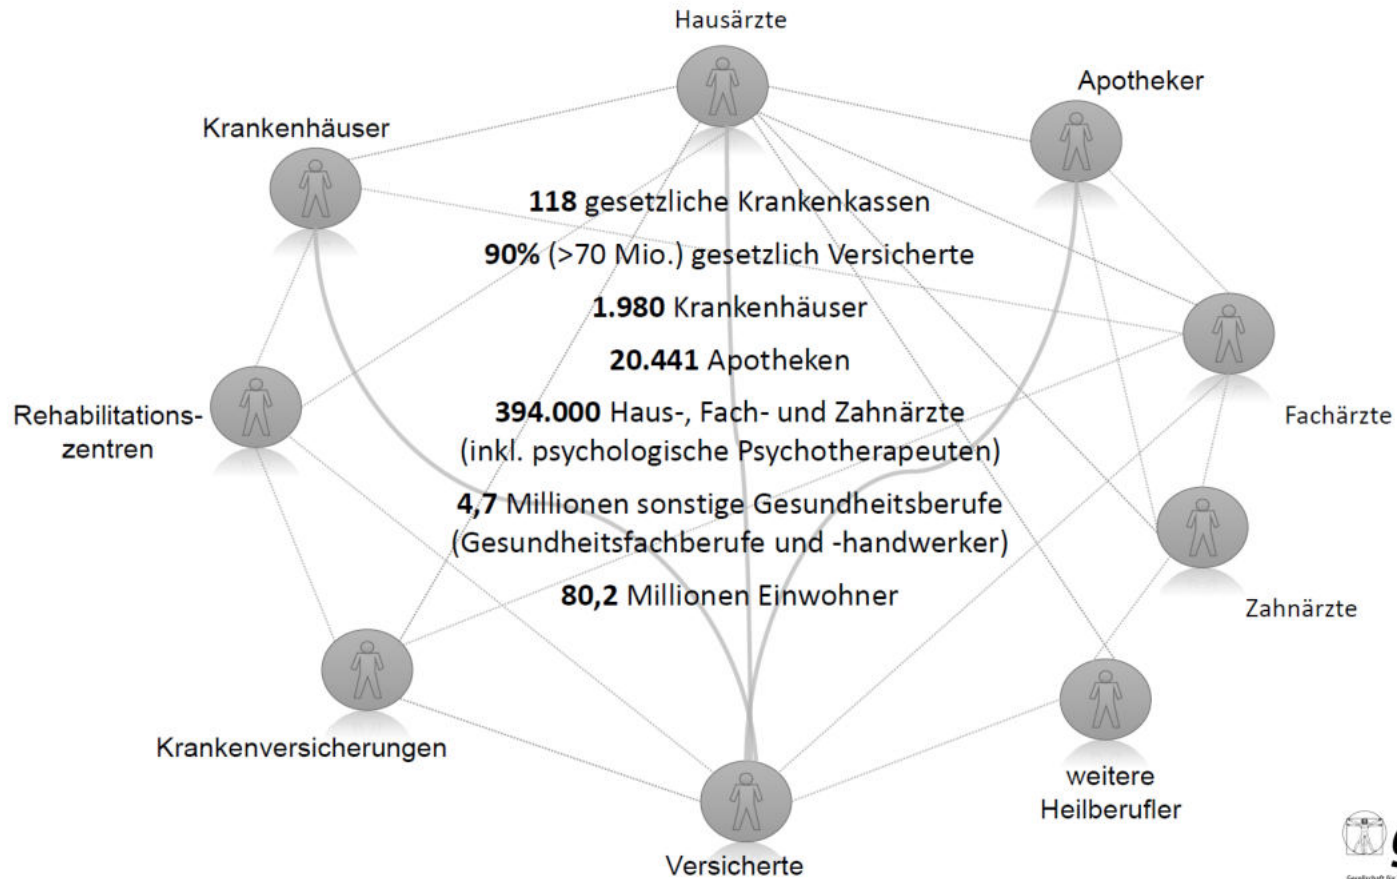 Hausärzte
Apotheker
Krankenhäuser
118 gesetzliche Krankenkassen
90% (>70 Mio.) gesetzlich Versicherte
1.980 Krankenhäuser
20.441 Apotheken
394.000 Haus-, Fach- und Zahnärzte
(inkl. psychologische Psychotherapeuten)
4,7 Millionen sonstige Gesundheitsberufe
(Gesundheitsfachberufe und -handwerker)
80,2 Millionen Einwohner
Rehabilitations-
zentren
Fachärzte
Zahnärzte
Krankenversicherungen
weitere
Heilberufler
Versicherte
Gesellschaft für